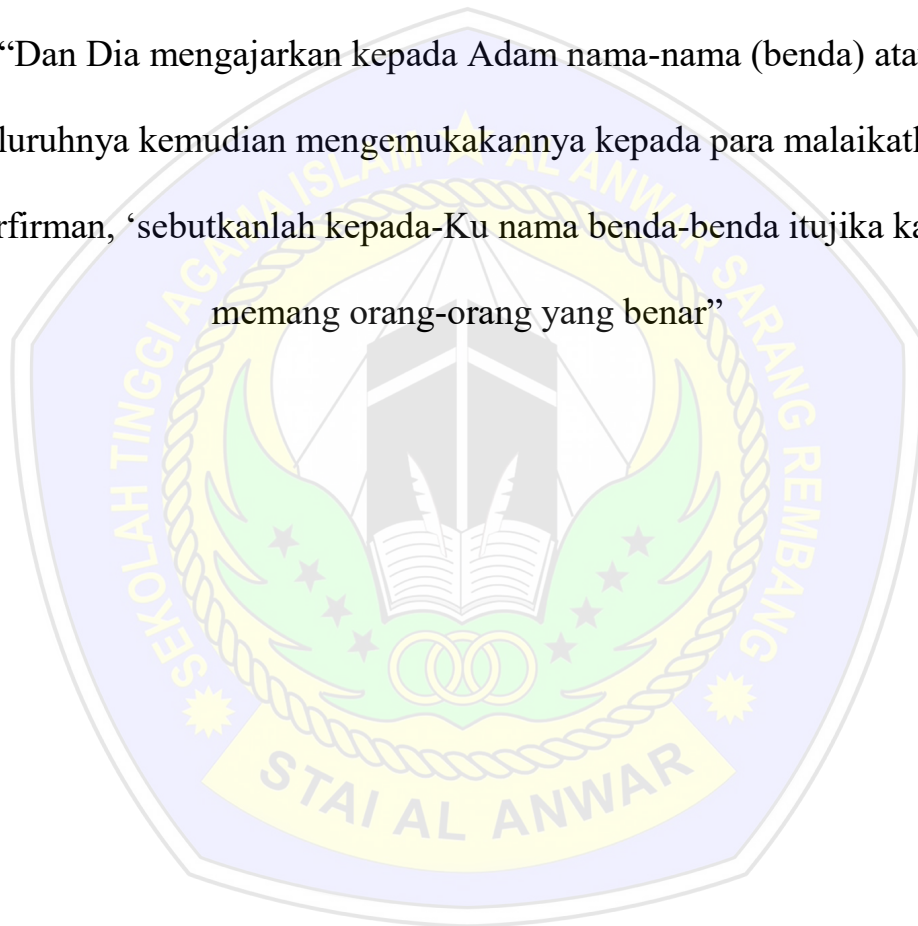 “Dan Dia mengajarkan kepada Adam nama-nama (benda) ata
luruhnya kemudian mengemukakannya kepada para malaikat
rfirman, ‘sebutkanlah kepada-Ku nama benda-benda itujika ka
memang orang-orang yang benar”
SEKOLAH TINGGI AGAMA ISLAM AL ANWAR SARANG REMBANG
STAI AL ANWAR